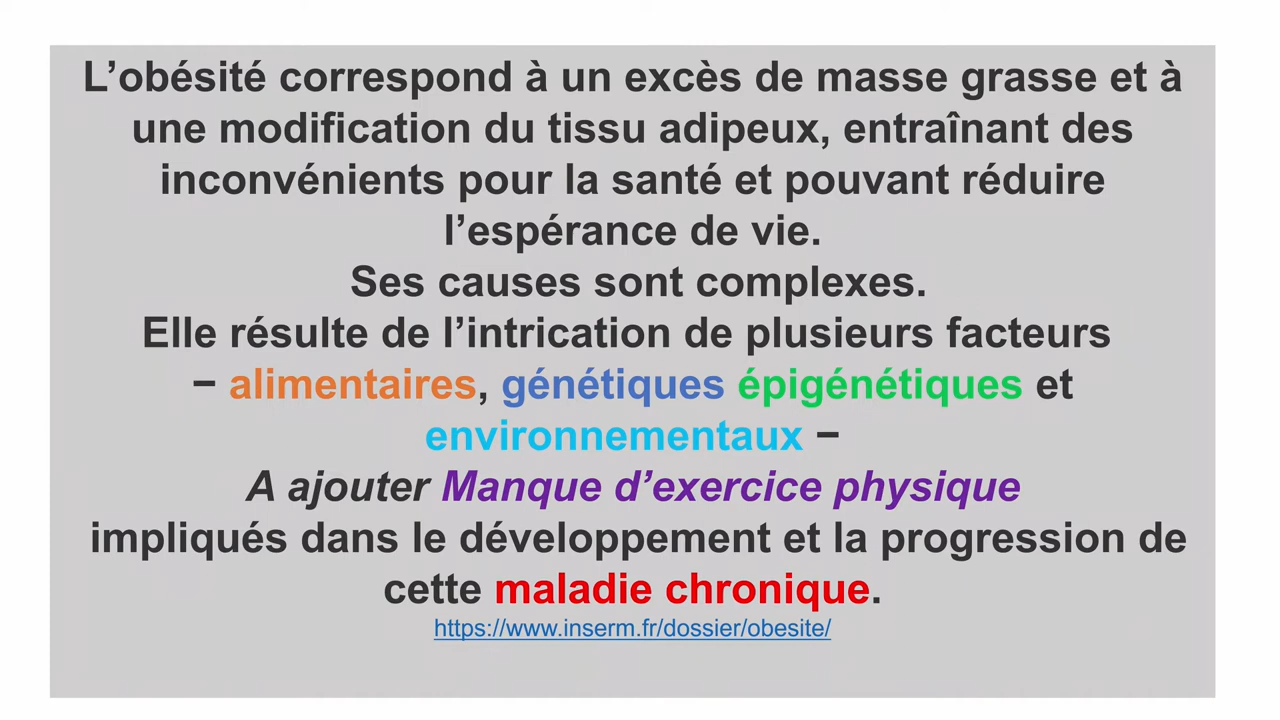 L’obésité correspond à un excès de masse grasse et à
une modification du tissu adipeux, entraînant des
inconvénients pour la santé et pouvant réduire
l’espérance de vie.
Ses causes sont complexes.
Elle résulte de l’intrication de plusieurs facteurs
− alimentaires, génétiques épigénétiques et
environnementaux −
A ajouter Manque d’exercice physique
impliqués dans le développement et la progression de
cette maladie chronique.
https://www.inserm.fr/dossier/obesite/